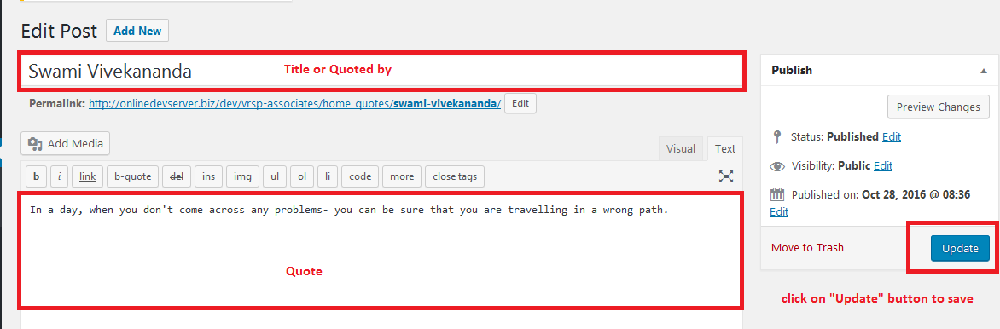 Edit Post Add New
Swami Vivekananda Title or Quoted by
Permalink: http://onlinedevserver.biz/dev/vrsp-associates/home_quotes/swami-vivekananda/ Edit
Add Media
Visual Text
b i link b-quote del ins img ul ol li code more close tags
In a day, when you don't come across any problems- you can be sure that you are travelling in a wrong path.
Quote
Publish
Preview Changes
Status: Published Edit
Visibility: Public Edit
Published on: Oct 28, 2016 @ 08:36
Edit
Move to Trash Update
click on "Update" button to save